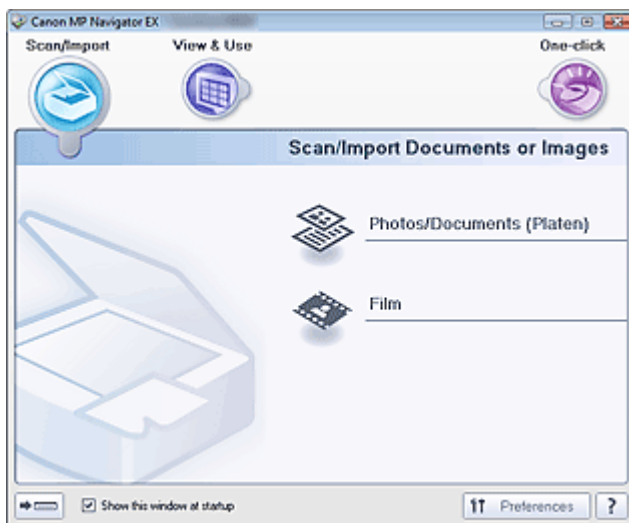 Canon MP Navigator EX
Scan/Import
View & Use
One-click
Scan/Import Documents or Images
Photos/Documents (Platen)
Film
Show this window at startup
Preferences
?